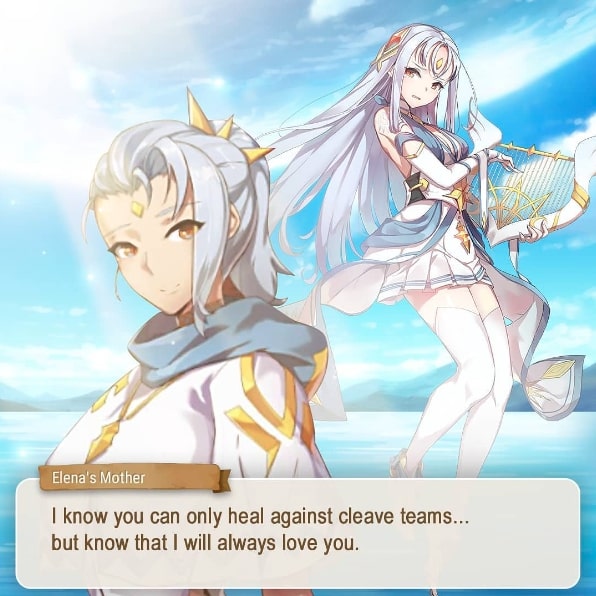 Elena's Mother
I know you can only heal against cleave teams...
but know that I will always love you.